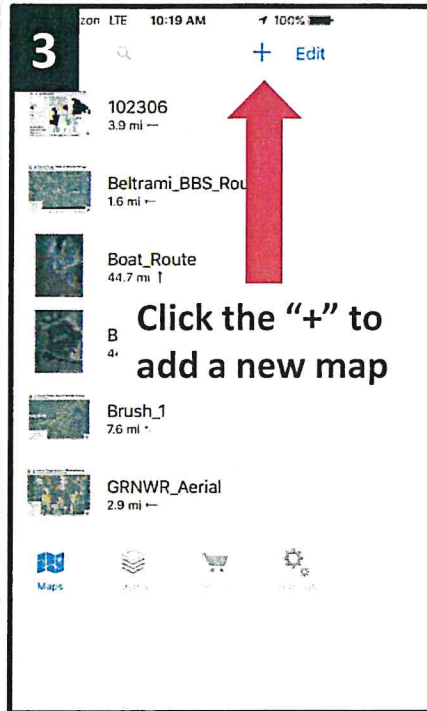 3
zon LTE 10:19 AM 100%
+ Edit
102306
3.9 mi
Beltrami_BBS_Rou
1.6 mi
Boat_Route
44.7 mi
B
Click the “+” to
add a new map
Brush_1
7.6 mi
GRNWR_Aerial
2.9 mi
Maps